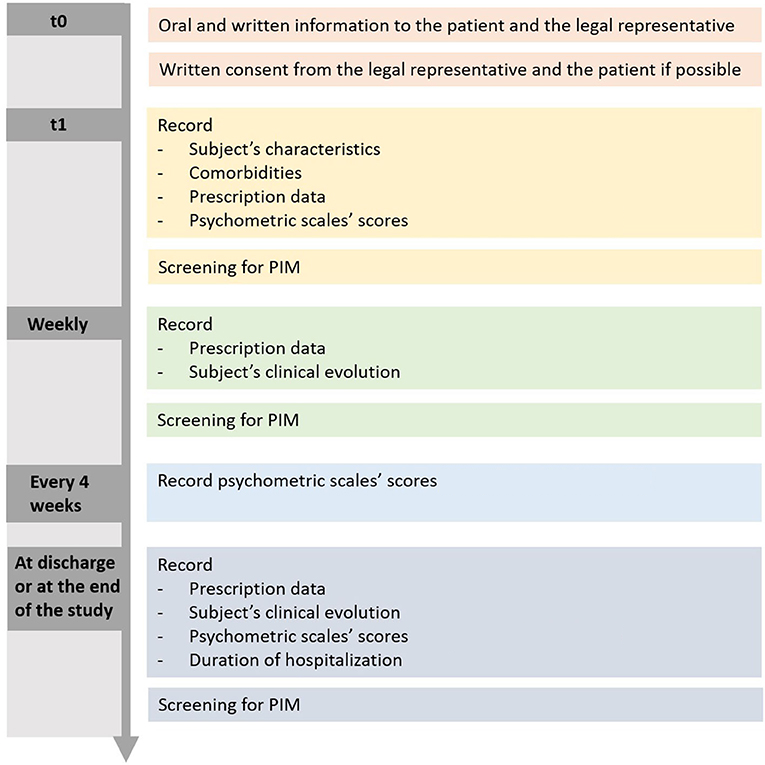 t0
Oral and written information to the patient and the legal representative
Written consent from the legal representative and the patient if possible
t1
Record
- Subject's characteristics
- Comorbidities
- Prescription data
- Psychometric scales' scores
Screening for PIM
Weekly
Record
- Prescription data
- Subject's clinical evolution
Screening for PIM
Every 4
weeks
Record psychometric scales' scores
At discharge
or at the end
of the study
Record
- Prescription data
- Subject's clinical evolution
- Psychometric scales' scores
- Duration of hospitalization
Screening for PIM